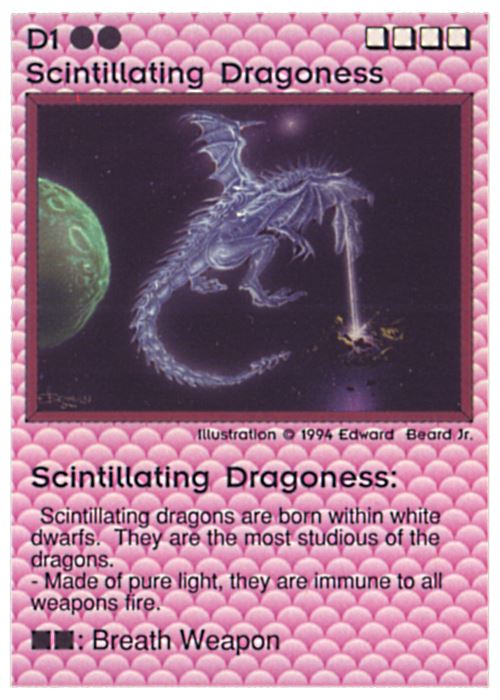 D1
Scintillating Dragoness
Illustration © 1994 Edward Beard Jr.
Scintillating Dragoness:
Scintillating dragons are born within white
dwarfs. They are the most studious of the
dragons.
- Made of pure light, they are immune to all
weapons fire.
: Breath Weapon